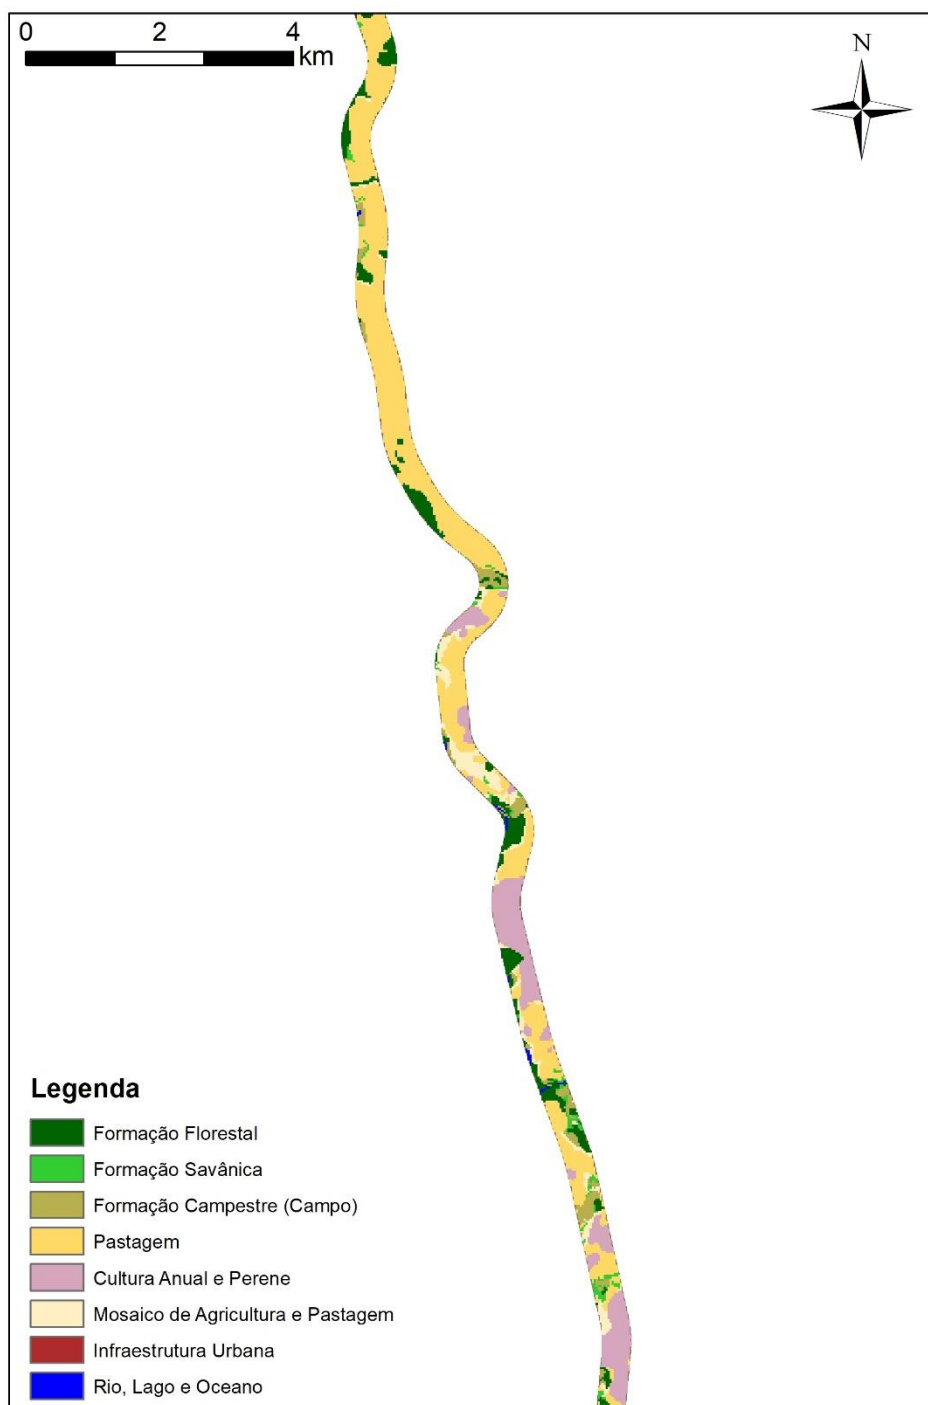 0 2 4
km
N
Legenda
Formação Florestal
Formação Savânica
Formação Campestre (Campo)
Pastagem
Cultura Anual e Perene
Mosaico de Agricultura e Pastagem
Infraestrutura Urbana
Rio, Lago e Oceano